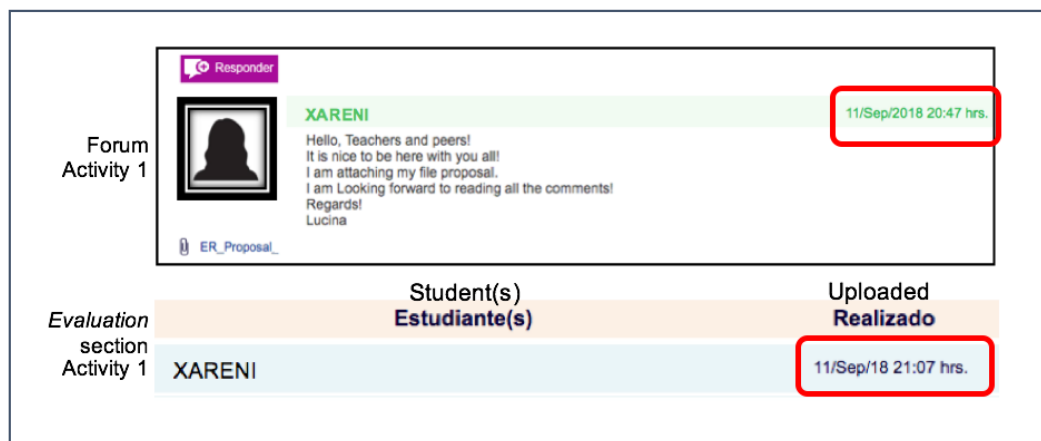 Responder
Forum
Activity 1
XARENI
11/Sep/2018 20:47 hrs.
Hello, Teachers and peers!
It is nice to be here with you all!
I am attaching my file proposal.
I am Looking forward to reading all the comments!
Regards!
Lucina
ER_Proposal_
Student(s)
Uploaded
Estudiante(s)
Realizado
Evaluation
section
Activity 1
XARENI
11/Sep/18 21:07 hrs.